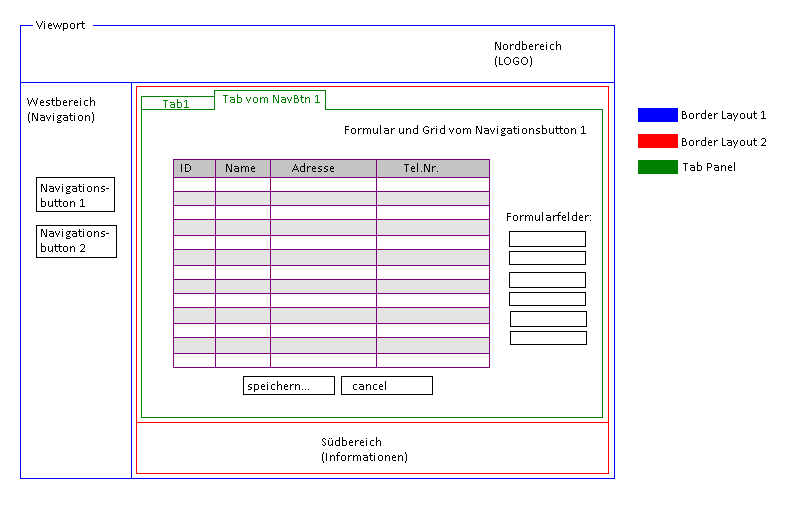 Viewport
Nordbereich
(LOGO)
Westbereich
(Navigation)
Navigations-
button 1
Navigations-
button 2
Tab1
Tab vom NavBtn 1
Formular und Grid vom Navigationsbutton 1
ID Name Adresse Tel.Nr.
Formularfelder:
speichern... cancel
Südbereich
(Informationen)
Border Layout 1
Border Layout 2
Tab Panel